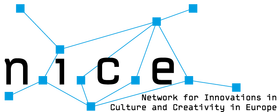 nice
Network for Innovations in
Culture and Creativity in Europe